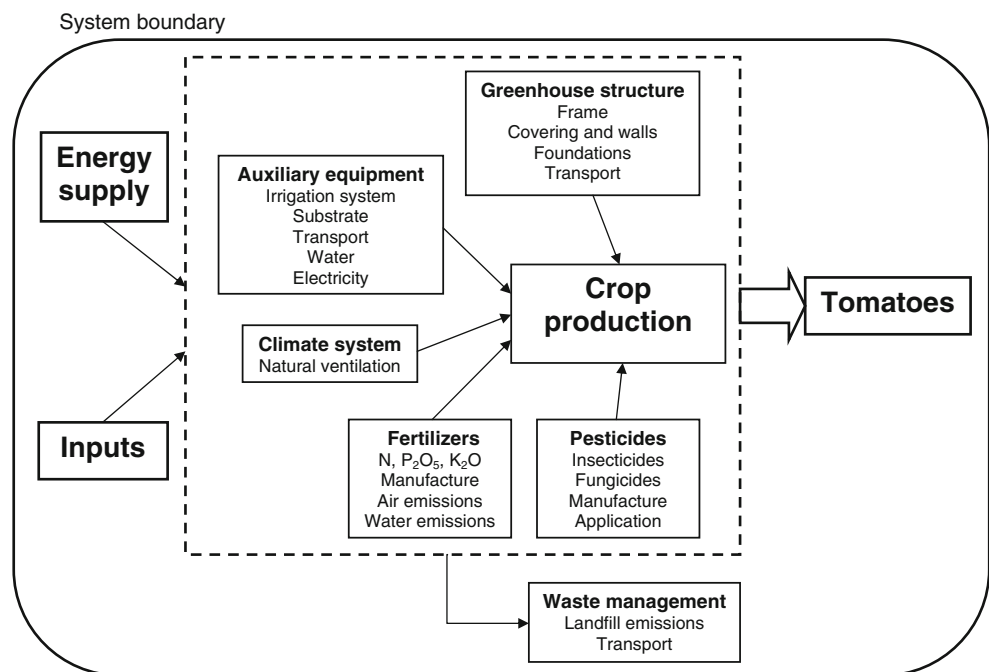 System boundary
Energy
supply
Inputs
Auxiliary equipment
Irrigation system
Substrate
Transport
Water
Electricity
Climate system
Natural ventilation
Greenhouse structure
Frame
Covering and walls
Foundations
Transport
Crop
production
Fertilizers
N, P₂O₅, K₂O
Manufacture
Air emissions
Water emissions
Pesticides
Insecticides
Fungicides
Manufacture
Application
Tomatoes
Waste management
Landfill emissions
Transport